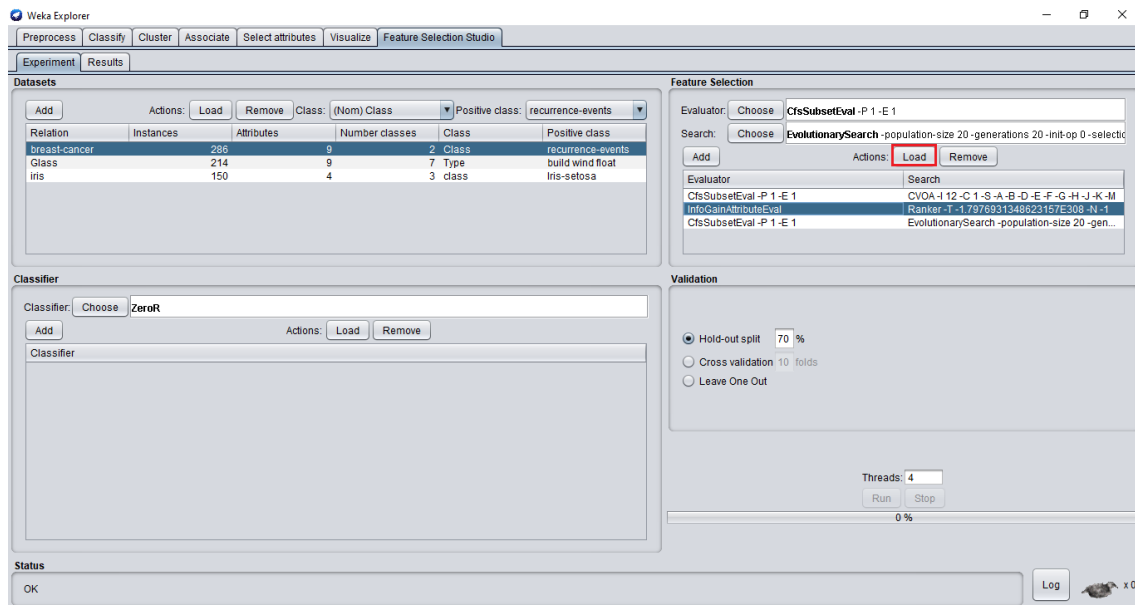 Weka Explorer
Preprocess Classify Cluster Associate Select attributes Visualize Feature Selection Studio
Experiment Results
Datasets
Add Actions: Load Remove Class: (Nom) Class Positive class: recurrence-events
Relation Instances Attributes Number classes Class Positive class
breast-cancer 286 9 2 Class recurrence-events
Glass 214 9 7 Type build wind float
iris 150 4 3 class Iris-setosa
Feature Selection
Evaluator: Choose CfsSubsetEval -P 1 -E 1
Search: Choose EvolutionarySearch -population-size 20 -generations 20 -init-op 0 -selectio
Add Actions: Load Remove
Evaluator Search
CfsSubsetEval -P 1 -E 1 CVOA -I 12 -C 1 -S -A -B -D -E -F -G -H -J -K -M
InfoGainAttributeEval Ranker -T -1.7976931348623157E308 -N -1
CfsSubsetEval -P 1 -E 1 EvolutionarySearch -population-size 20 -gen...
Classifier
Classifier: Choose ZeroR
Add Actions: Load Remove
Classifier
Validation
Hold-out split 70 %
Cross validation 10 folds
Leave One Out
Threads: 4
Run Stop
0 %
Status
OK
Log x 0